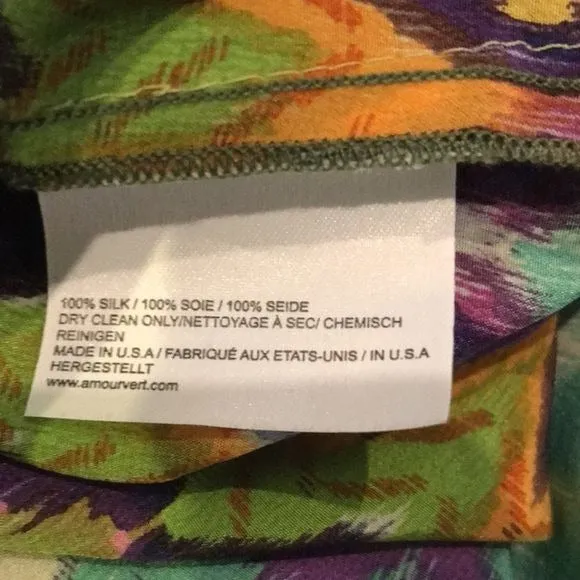 100% SILK / 100% SOIE / 100% SEIDE
DRY CLEAN ONLY/NETTOYAGE À SEC/ CHEMISCH
REINIGEN
MADE IN U.S.A / FABRIQUÉ AUX ETATS-UNIS / IN U.S.A
HERGESTELLT
www.amourvert.com